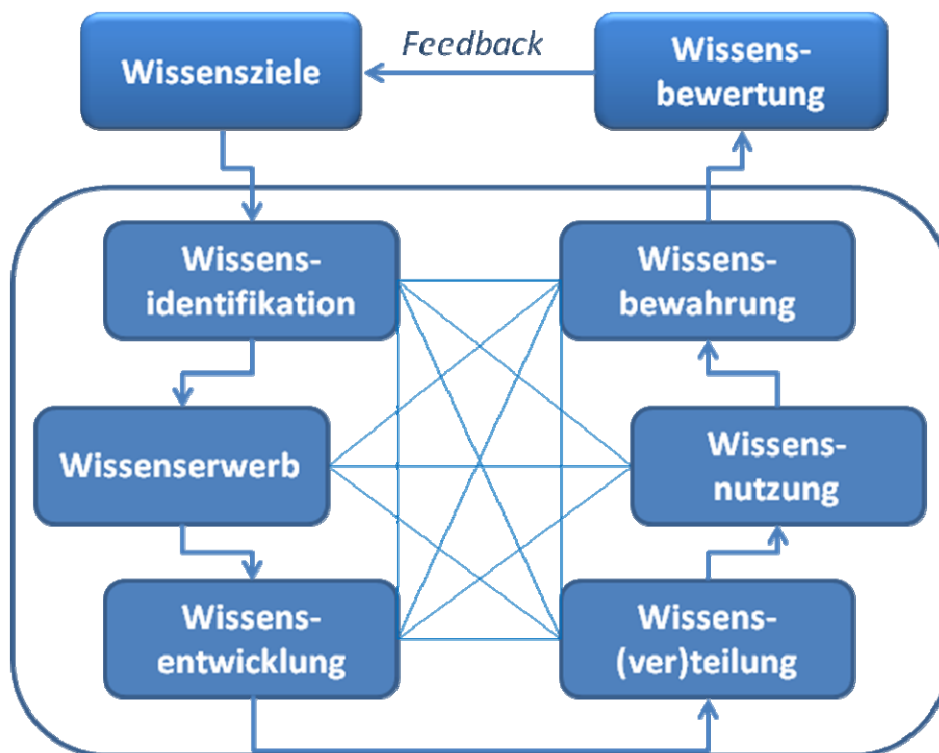 Wissensziele
Feedback
Wissens-
bewertung
Wissens-
identifikation
Wissens-
bewahrung
Wissenserwerb
Wissens-
nutzung
Wissens-
entwicklung
Wissens-
(ver)teilung